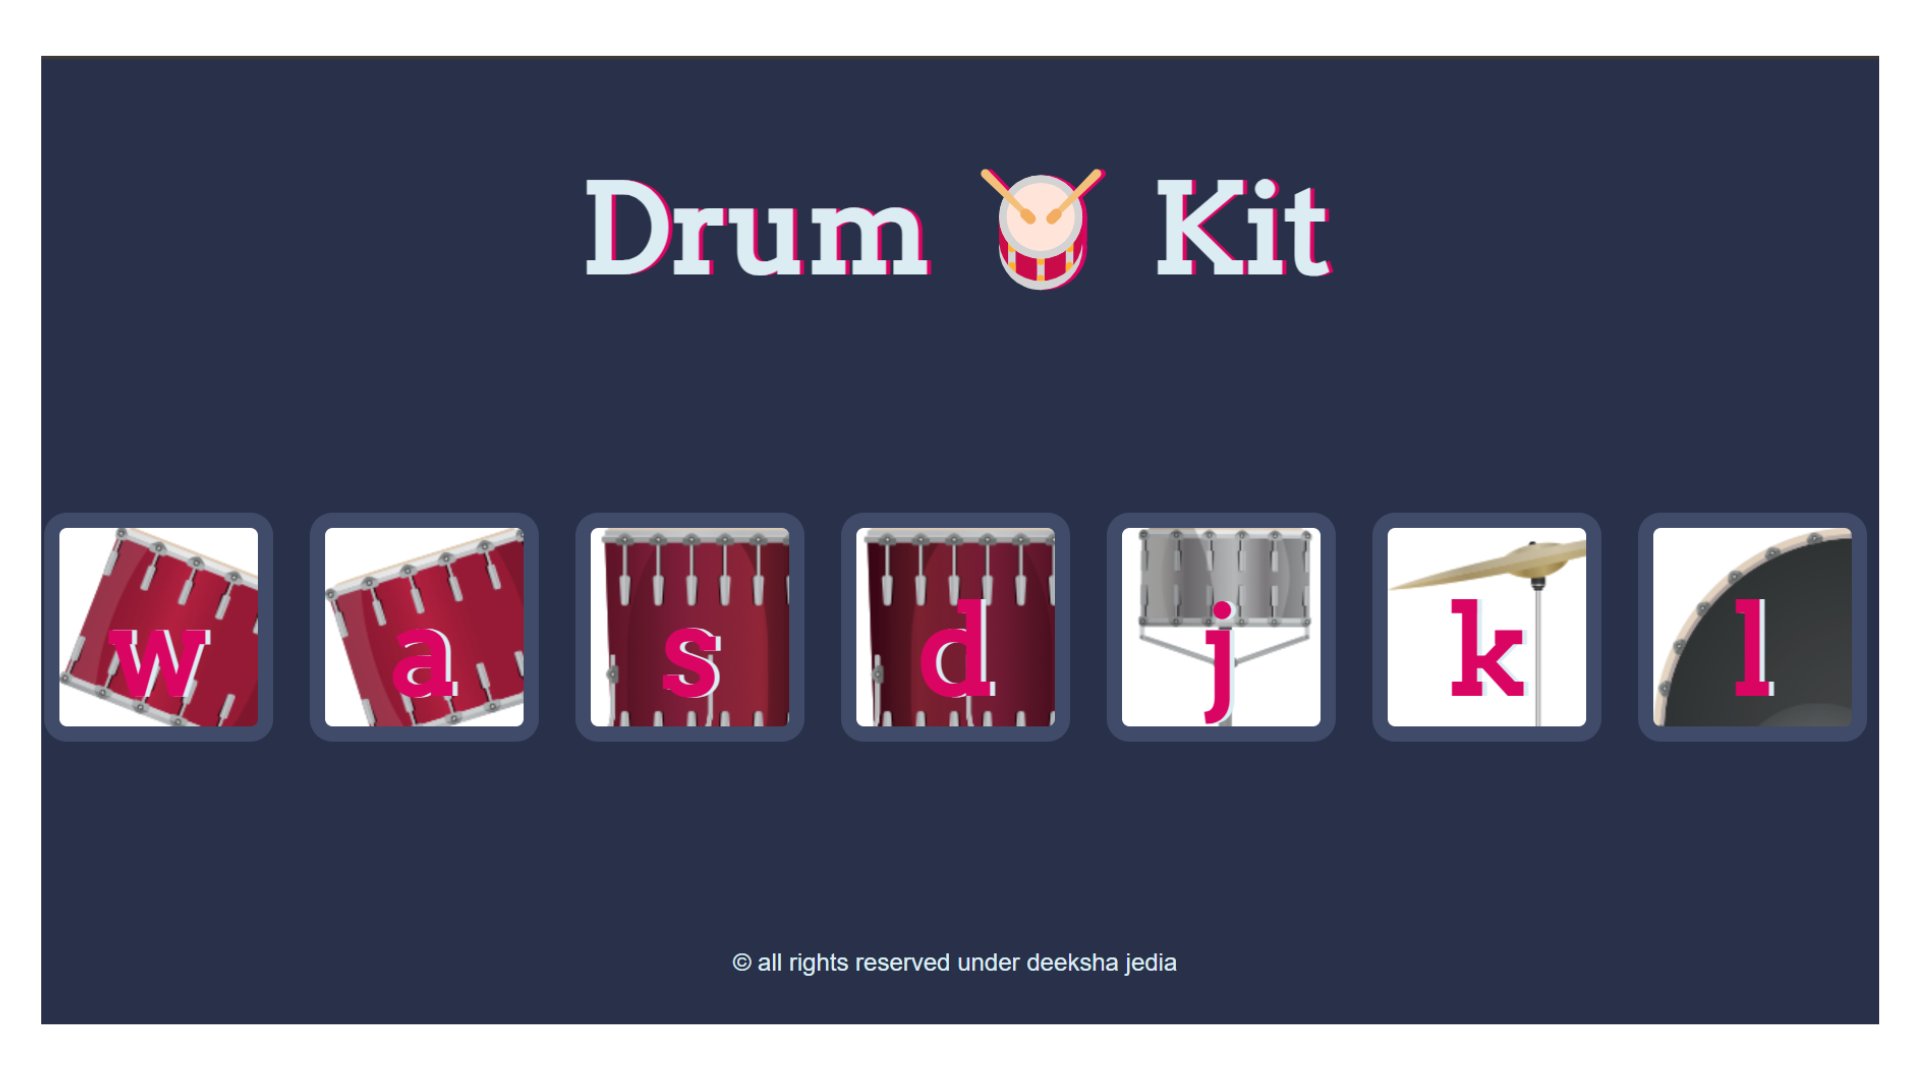 Drum 🥁 Kit
w a s d j k l
© all rights reserved under deeksha jedia